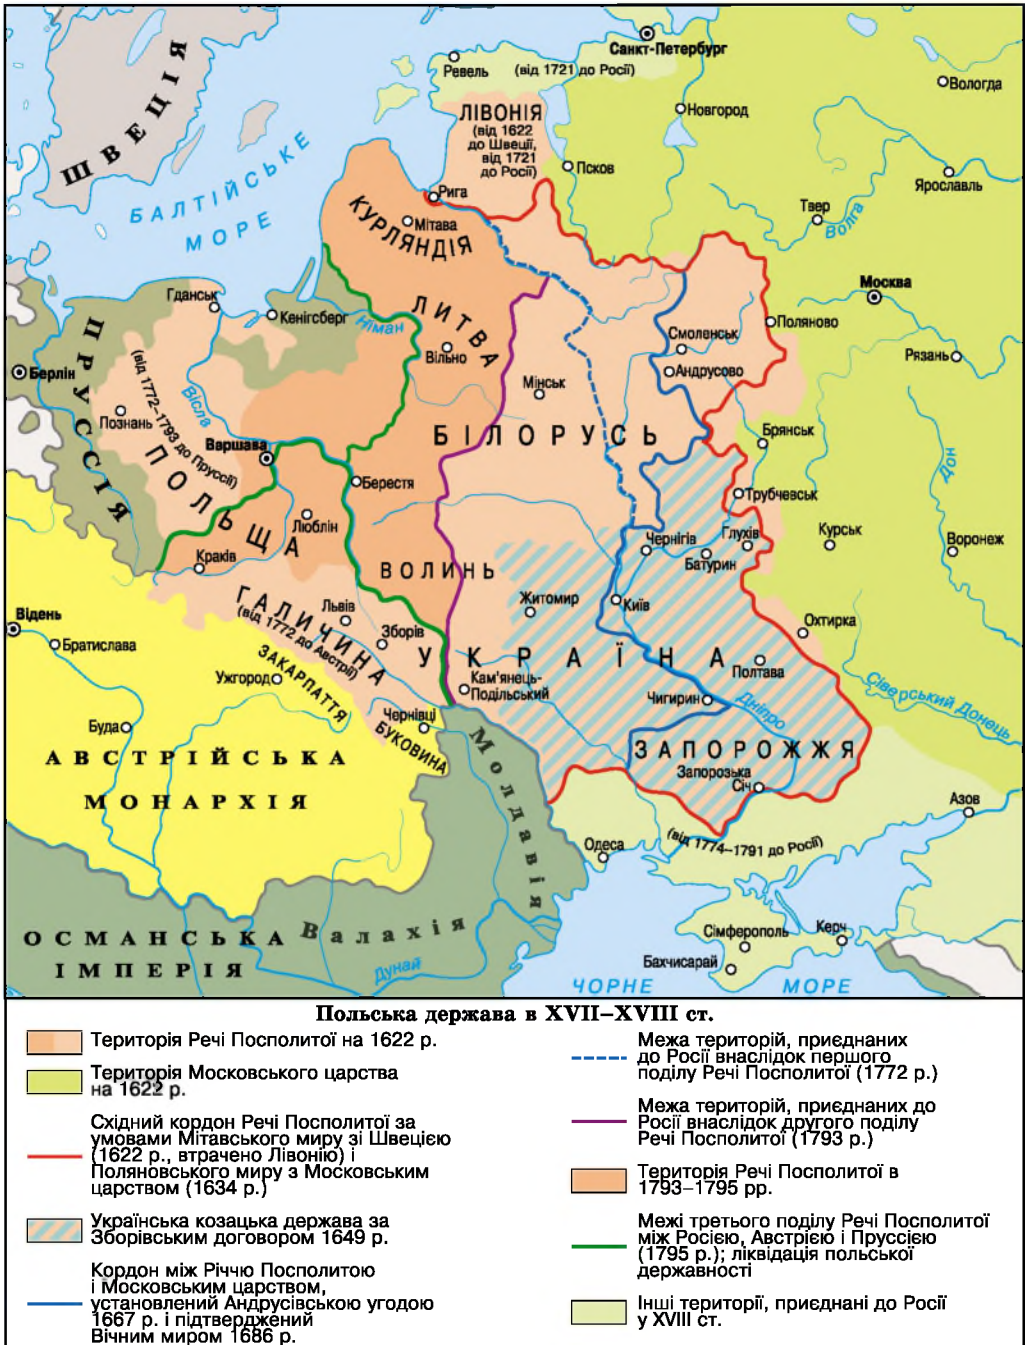 Санкт-Петербург
Ревель
(від 1721 до Росії)
Вологда
ШВЕЦІЯ
ЛІВОНІЯ
(від 1622
до Швеції,
від 1721
до Росії)
Новгород
Псков
Ярославль
БАЛТІЙСЬКЕ
МОРЕ
Рига
Мітава
КУРЛЯНДІЯ
Твер
Волга
Москва
Гданськ
Кенігсберг
Німан
ЛИТВА
Вільно
Смоленськ
Поляново
Андрусово
Рязань
ПРУССІЯ
Берлін
(від 1772–1793 до Пруссії)
Вісла
Познань
Мінськ
БІЛОРУСЬ
Брянськ
Дон
Варшава
ПОЛЬЩА
Берестя
Трубчевськ
Люблін
Краків
ВОЛИНЬ
Чернігів
Глухів
Батурин
Курськ
Воронеж
Відень
Братислава
ГАЛИЧИНА
(від 1772 до Австрії)
Львів
Зборів
Житомир
Київ
Охтирка
УКРАЇНА
Полтава
Ужгород
ЗАКАРПАТТЯ
Кам'янець-
Подільський
Чигирин
Дніпро
Сіверський Донець
Буда
Чернівці
БУКОВИНА
АВСТРІЙСЬКА
МОНАРХІЯ
Молдавія
ЗАПОРОЖЖЯ
Запорозька
Січ
Азов
Одеса
(від 1774–1791 до Росії)
ОСМАНСЬКА
ІМПЕРІЯ
Валахія
Дунай
Сімферополь
Керч
Бахчисарай
ЧОРНЕ МОРЕ
Польська держава в XVII–XVIII ст.
Територія Речі Посполитої на 1622 р.
Територія Московського царства
на 1622 р.
Східний кордон Речі Посполитої за
умовами Мітавського миру зі Швецією
(1622 р., втрачено Лівонію) і
Поляновського миру з Московським
царством (1634 р.)
Українська козацька держава за
Зборівським договором 1649 р.
Кордон між Річчю Посполитою
і Московським царством,
установлений Андрусівською угодою
1667 р. і підтверджений
Вічним миром 1686 р.
Межа територій, приєднаних
до Росії внаслідок першого
поділу Речі Посполитої (1772 р.)
Межа територій, приєднаних до
Росії внаслідок другого поділу
Речі Посполитої (1793 р.)
Територія Речі Посполитої в
1793–1795 рр.
Межі третього поділу Речі Посполитої
між Росією, Австрією і Пруссією
(1795 р.); ліквідація польської
державності
Інші території, приєднані до Росії
у XVIII ст.